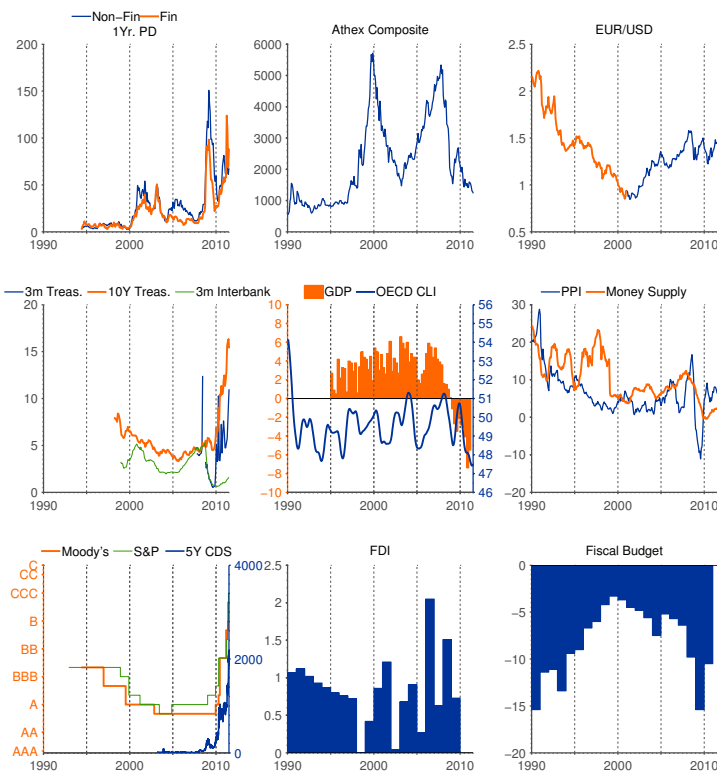 Non−Fin Fin
1Yr. PD
200
150
100
50
0
1990 2000 2010
Athex Composite
6000
5000
4000
3000
2000
1000
0
1990 2000 2010
EUR/USD
2.5
2
1.5
1
0.5
1990 2000 2010
3m Treas. 10Y Treas. 3m Interbank
20
15
10
5
0
1990 2000 2010
GDP OECD CLI
10 56
8 55
6 54
4 53
2 52
0 51
−2 50
−4 49
−6 48
−8 47
−10 46
1990 2000 2010
PPI Money Supply
30
20
10
0
−10
−20
1990 2000 2010
Moody's S&P 5Y CDS
C 4000
CC
CCC
B
BB 2000
BBB
A
AA
AAA 0
1990 2000 2010
FDI
2.5
2
1.5
1
0.5
0
1990 2000 2010
Fiscal Budget
0
−5
−10
−15
−20
1990 2000 2010